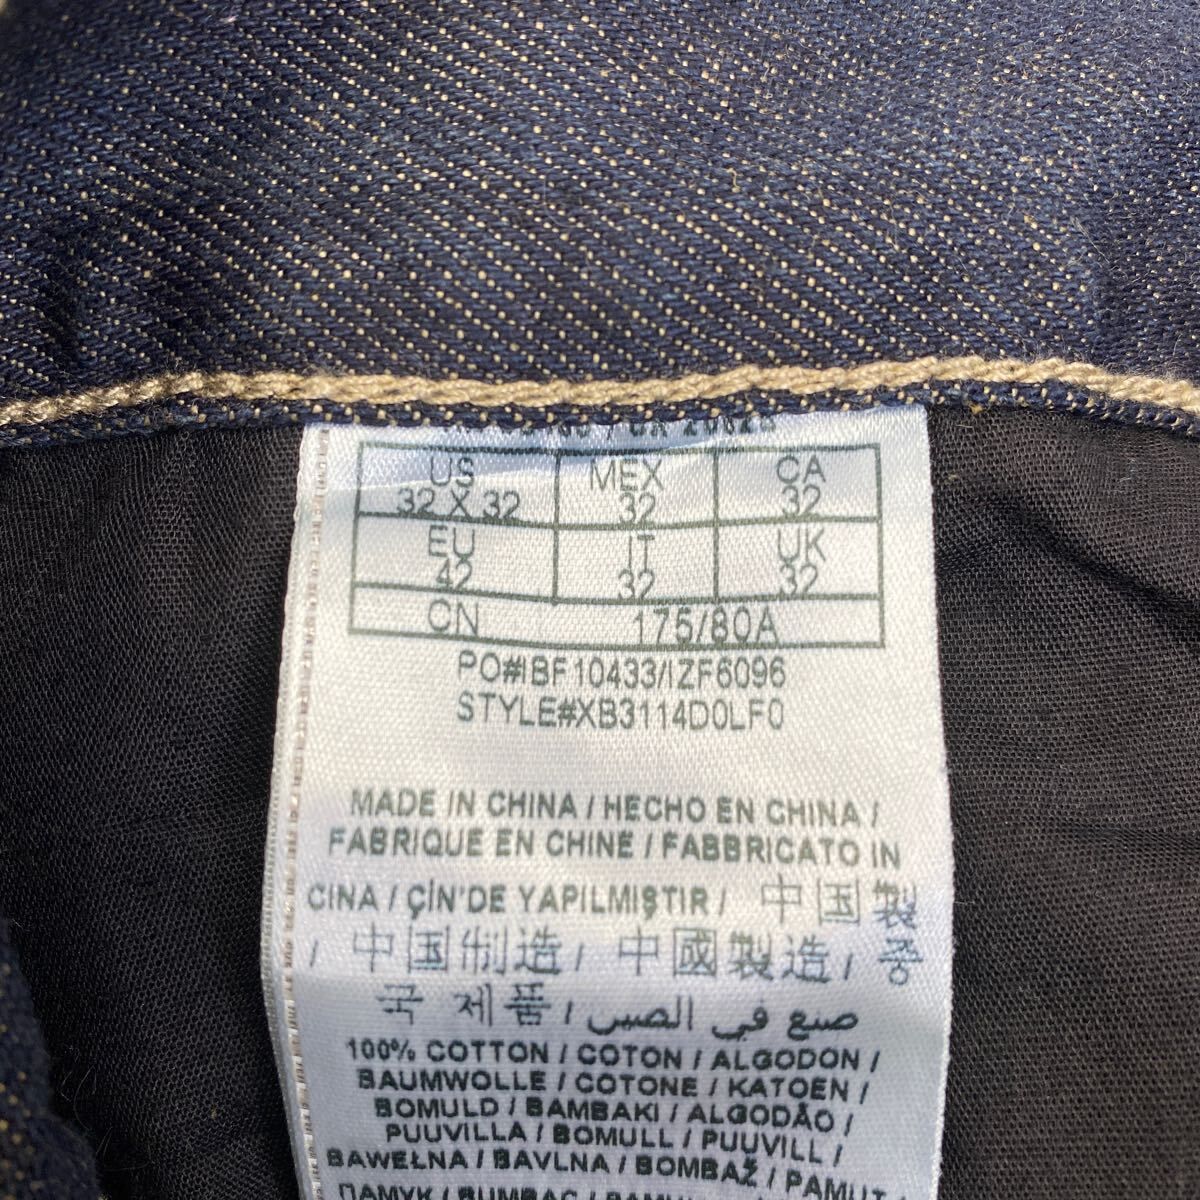 US MEX CA
32 X 32 32 32
EU IT UK
42 32 32
CN 175/80A
PO#IBF10433/IZF6096
STYLE#XB3114D0LF0
MADE IN CHINA / HECHO EN CHINA /
FABRIQUE EN CHINE / FABBRICATO IN
CINA / ÇİN'DE YAPILMIŞTIR / 中国製
/ 中国制造 / 中國製造 / 중
국 제품 / صنع في الصين
100% COTTON / COTON / ALGODON /
BAUMWOLLE / COTONE / KATOEN /
BOMULD / BAMBAKI / ALGODÃO /
PUUVILLA / BOMULL / PUUVILL /
BAWEŁNA / BAVLNA / BOMBAŽ / PAMUT
ПАМУК / BUMBAC / PAMUK